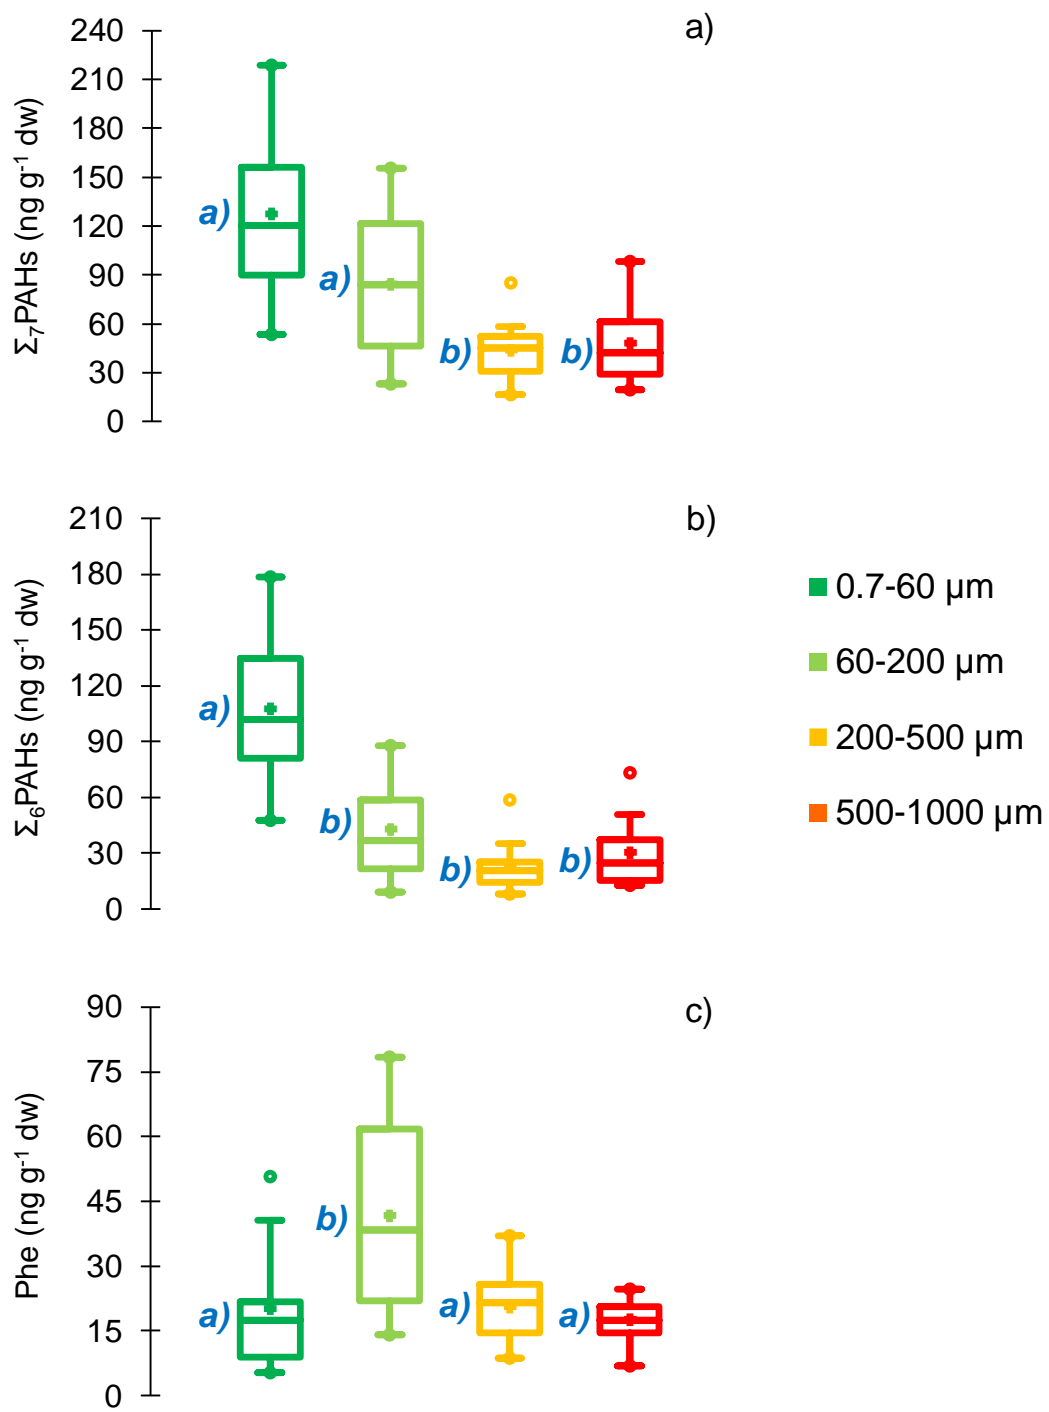 a)
240
210
180
150
120
90
60
30
0
Σ₇PAHs (ng g⁻¹ dw)
a)
a)
b)
b)
b)
210
180
150
120
90
60
30
0
Σ₆PAHs (ng g⁻¹ dw)
a)
b)
b)
b)
0.7-60 µm
60-200 µm
200-500 µm
500-1000 µm
c)
90
75
60
45
30
15
0
Phe (ng g⁻¹ dw)
a)
b)
a)
a)